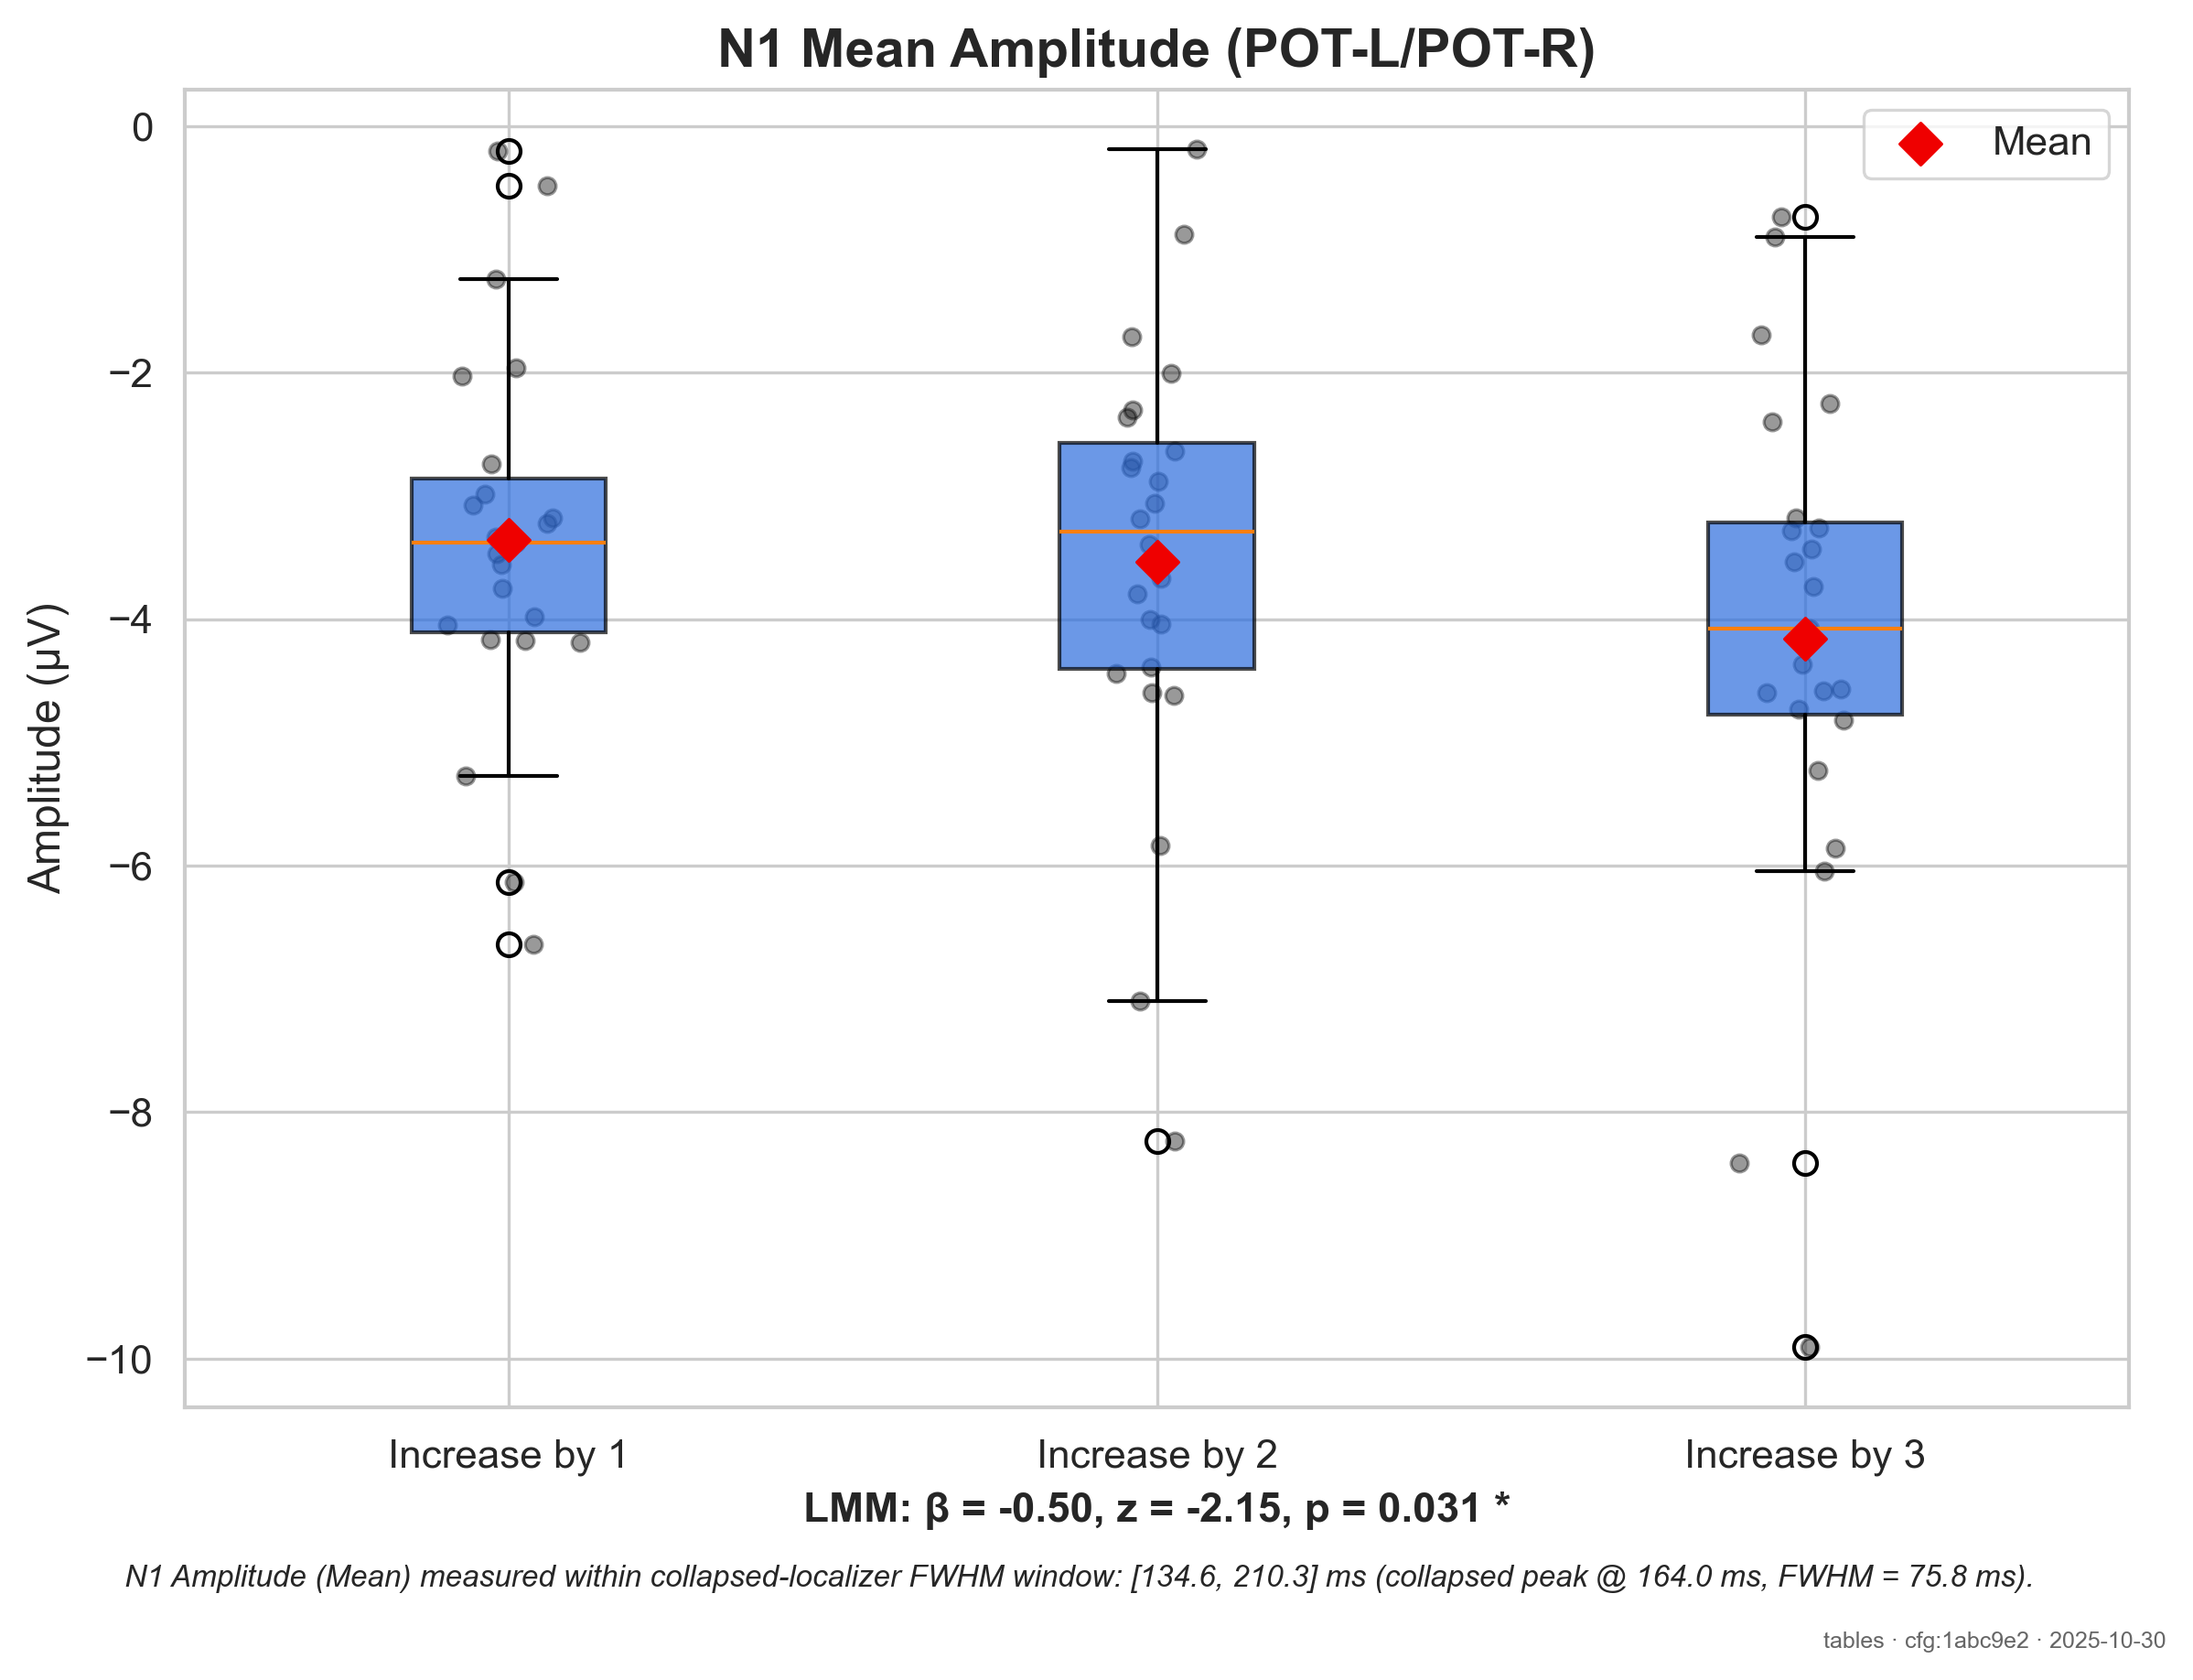 N1 Mean Amplitude (POT-L/POT-R)
Mean
0
−2
−4
−6
−8
−10
Amplitude (µV)
Increase by 1
Increase by 2
Increase by 3
LMM: β = -0.50, z = -2.15, p = 0.031 *
N1 Amplitude (Mean) measured within collapsed-localizer FWHM window: [134.6, 210.3] ms (collapsed peak @ 164.0 ms, FWHM = 75.8 ms).
tables · cfg:1abc9e2 · 2025-10-30